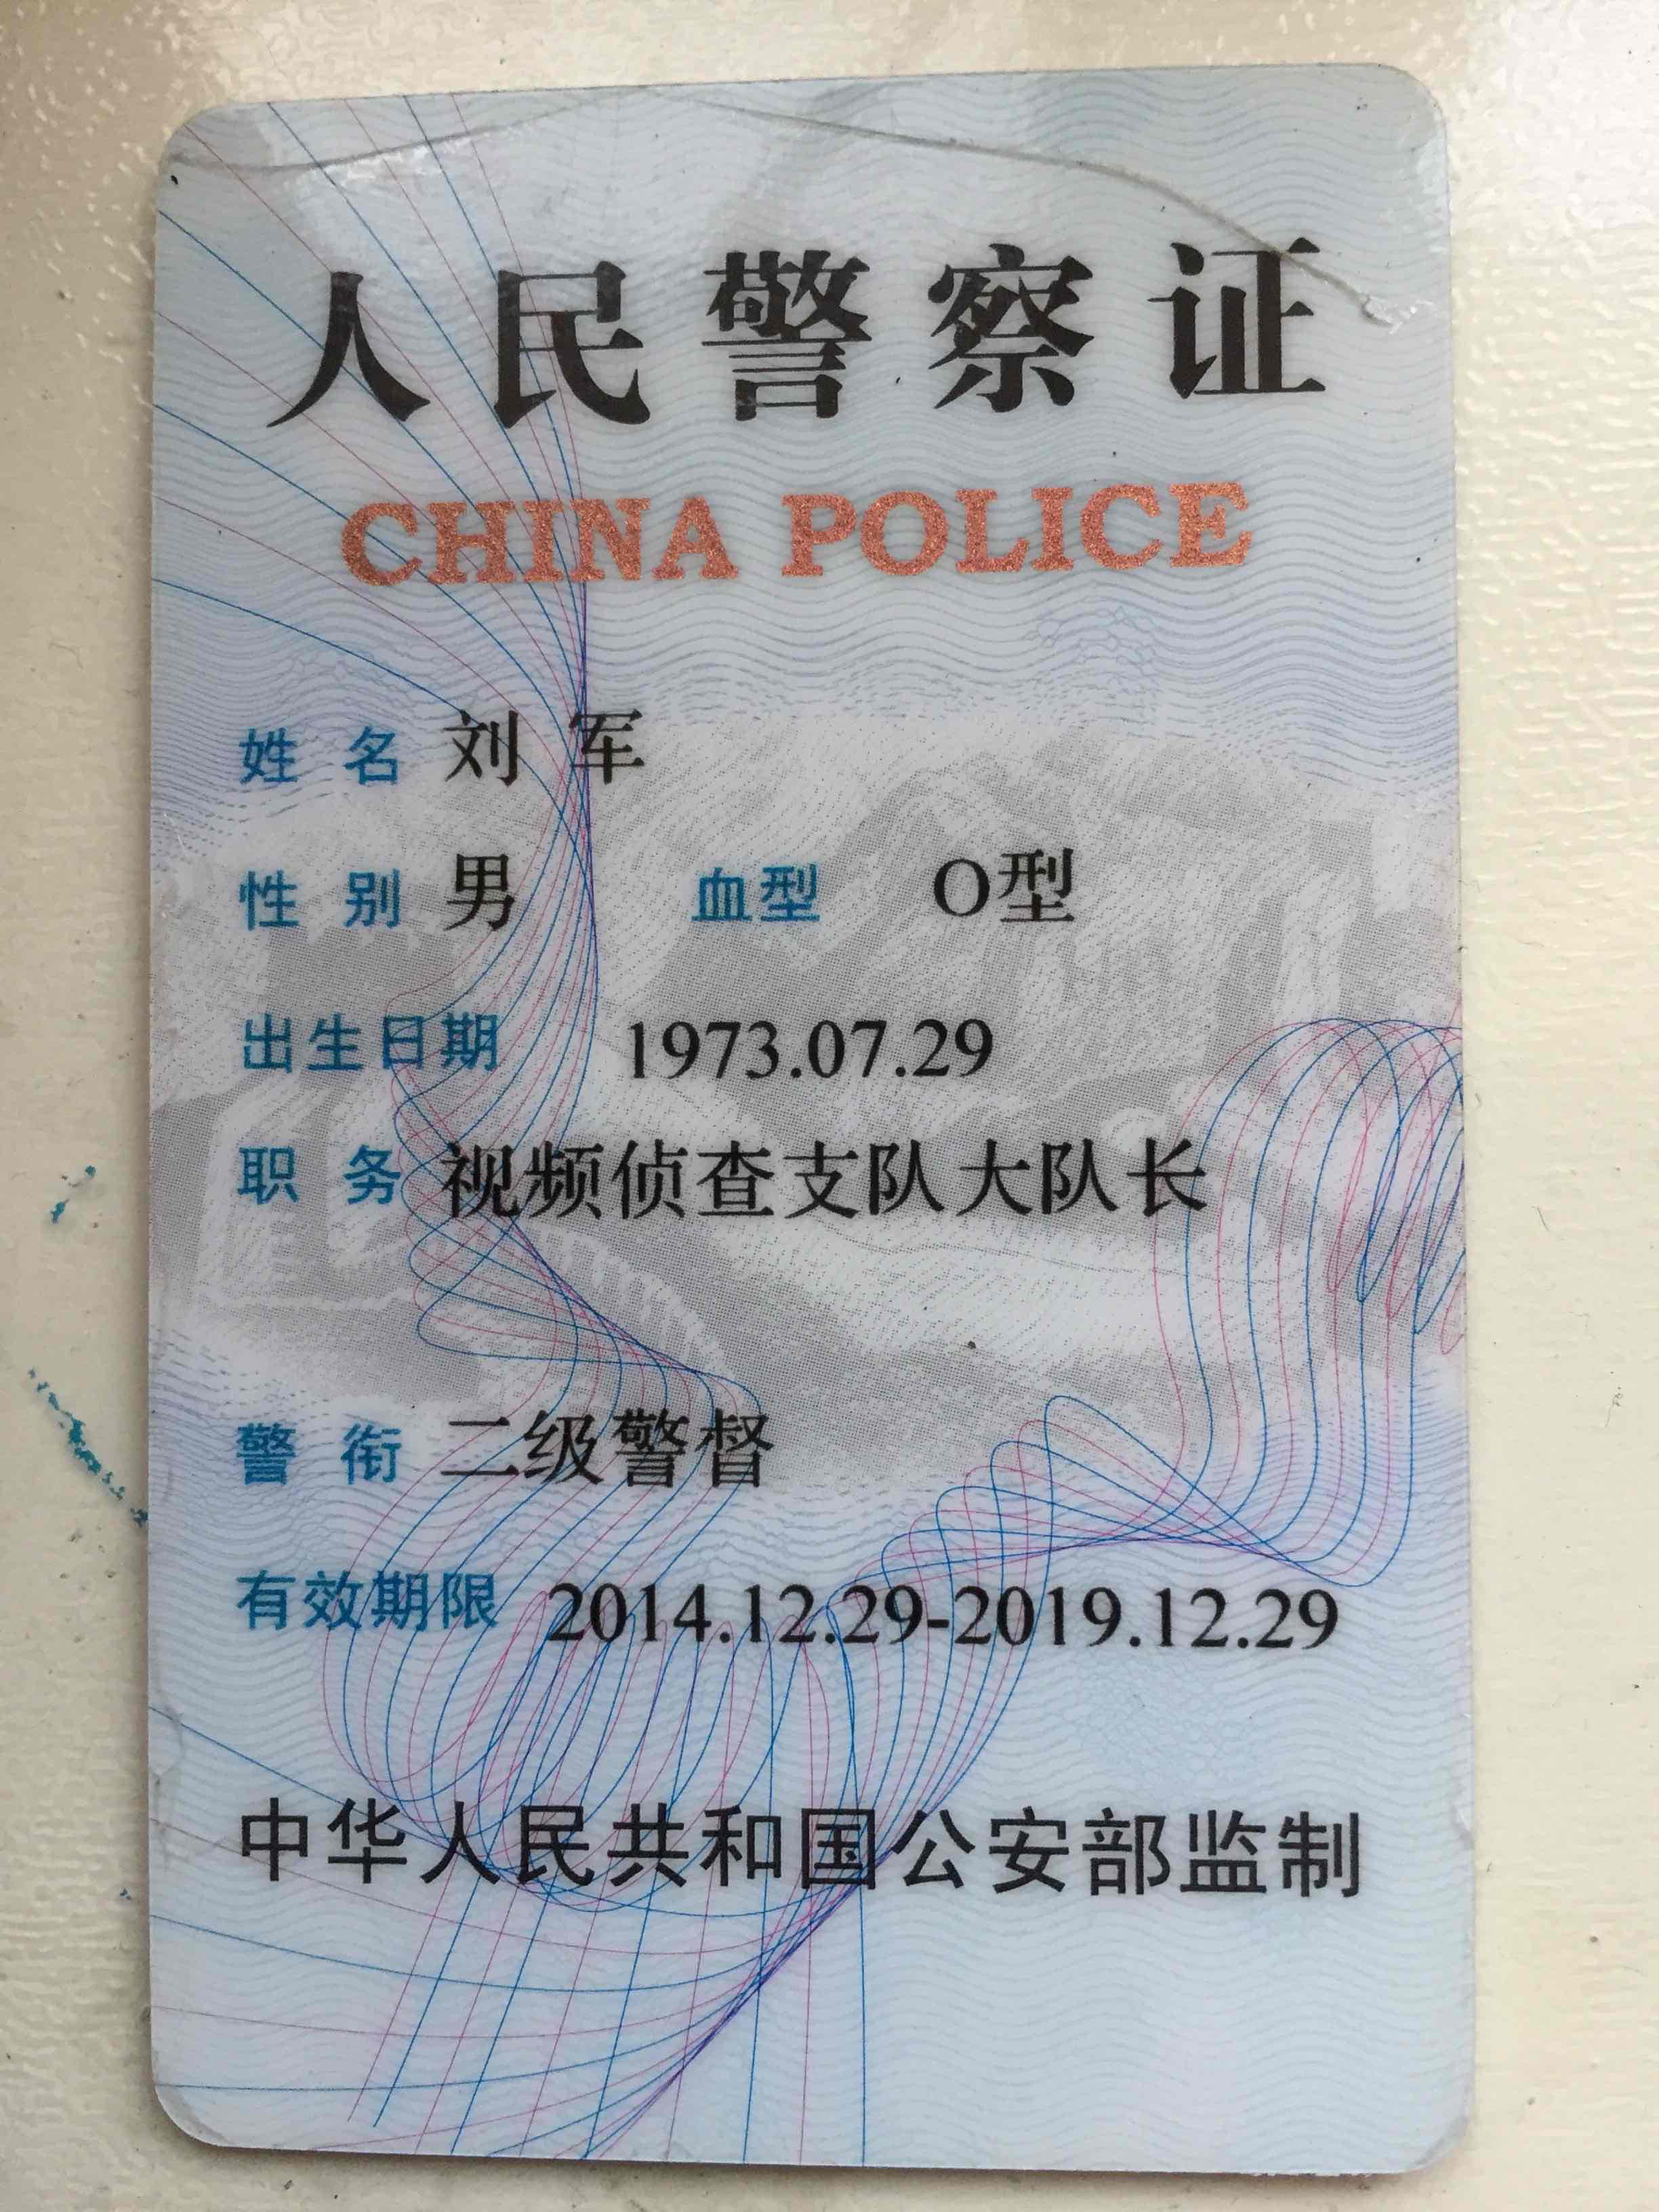 人民警察证
CHINA POLICE
姓名 刘军
性别 男 血型 O型
出生日期 1973.07.29
职务 视频侦查支队大队长
警衔 二级警督
有效期限 2014.12.29-2019.12.29
中华人民共和国公安部监制